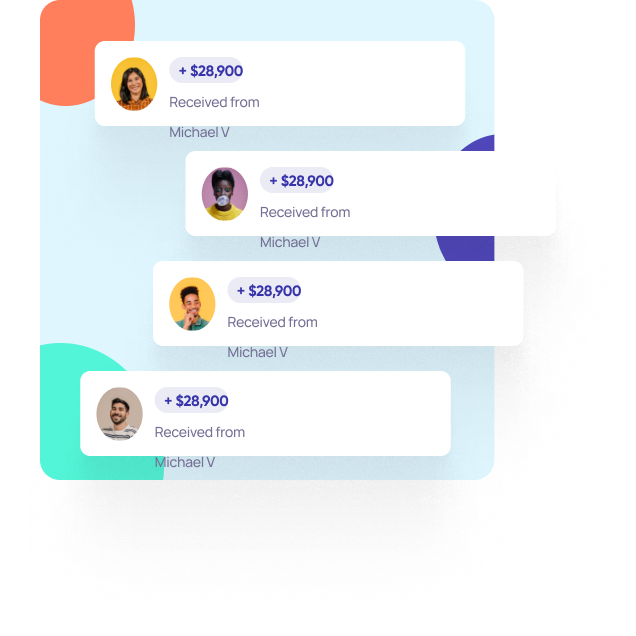 + $28,900
Received from
Michael V
+ $28,900
Received from
Michael V
+ $28,900
Received from
Michael V
+ $28,900
Received from
Michael V